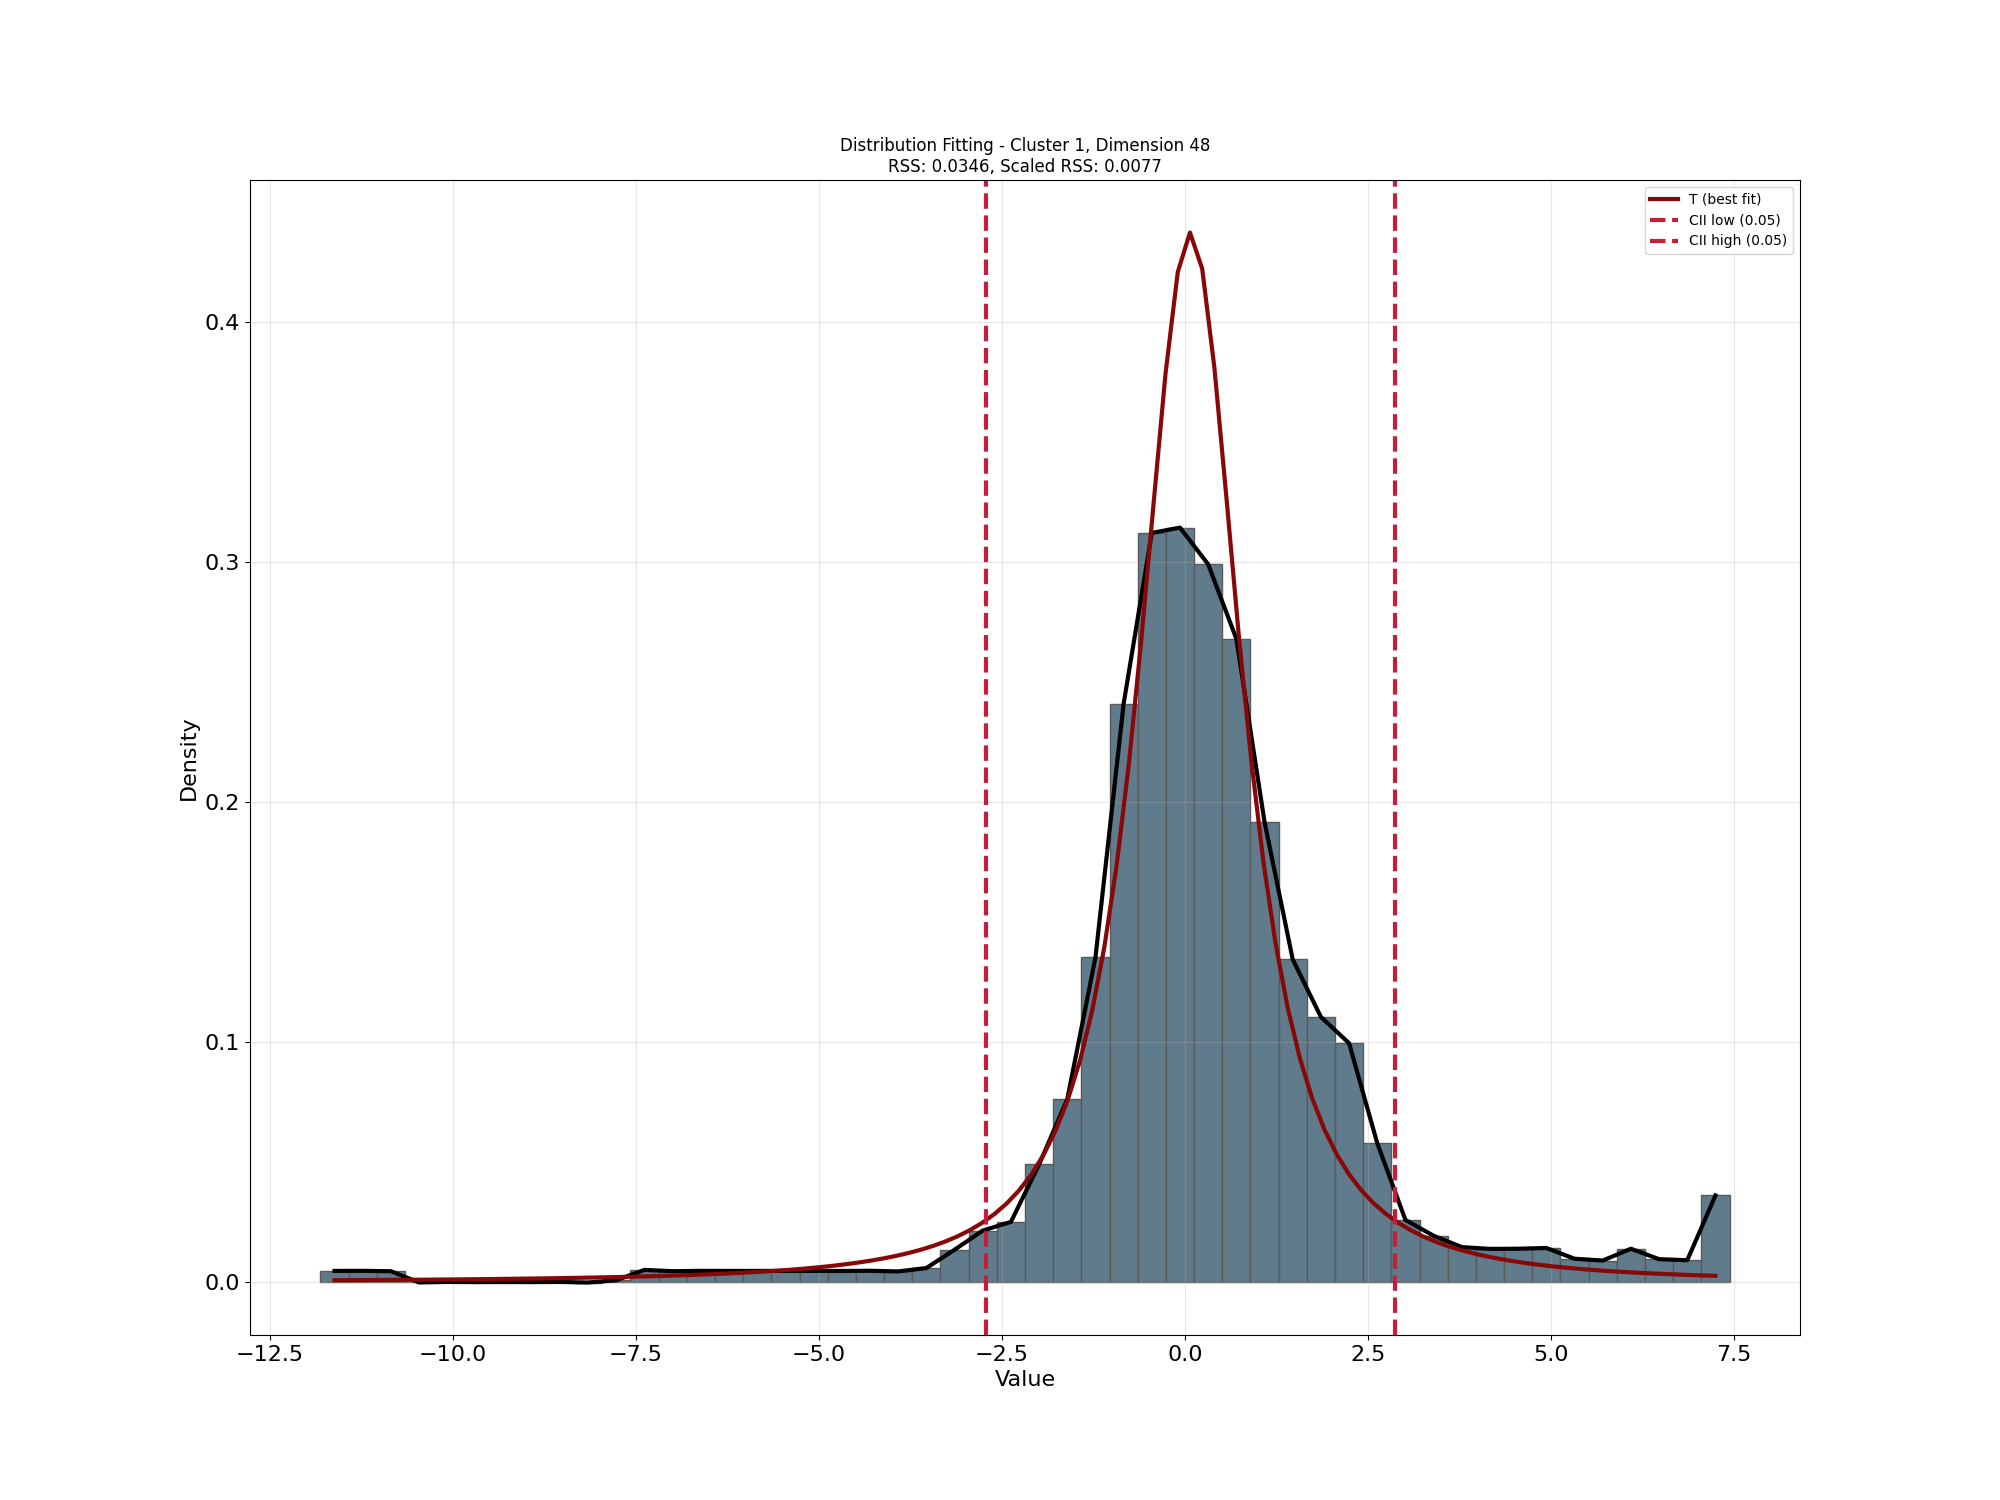 Distribution Fitting - Cluster 1, Dimension 48
RSS: 0.0346, Scaled RSS: 0.0077
T (best fit)
CII low (0.05)
CII high (0.05)
Density
0.4
0.3
0.2
0.1
0.0
−12.5 −10.0 −7.5 −5.0 −2.5 0.0 2.5 5.0 7.5
Value